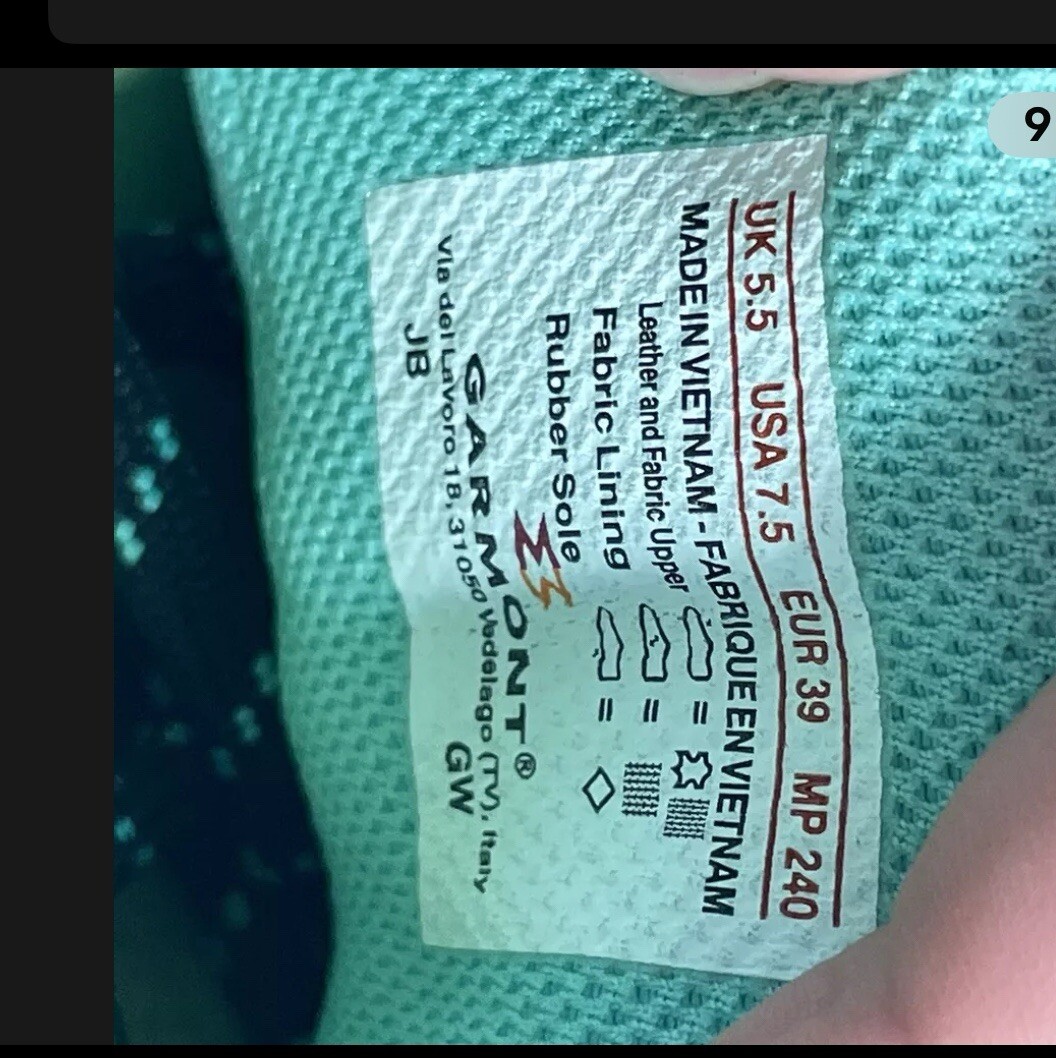 9
UK 5.5 USA 7.5 EUR 39 MP 240
MADE IN VIETNAM - FABRIQUE EN VIETNAM
Leather and Fabric Upper = 
Fabric Lining =
Rubber Sole =
GARMONT®
via del Lavoro 18, 31050 Vedelago (TV), Italy
JB GW